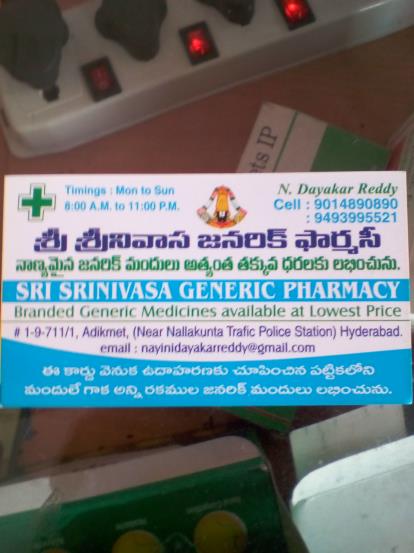 ets IP
Timings : Mon to Sun
8:00 A.M. to 11:00 P.M.
N. Dayakar Reddy
Cell : 9014890890
: 9493995521
శ్రీ శ్రీనివాస జనరిక్ ఫార్మసీ
నాణ్యమైన జనరిక్ మందులు అత్యంత తక్కువ ధరలకు లభించును.
SRI SRINIVASA GENERIC PHARMACY
Branded Generic Medicines available at Lowest Price
# 1-9-711/1, Adikmet, (Near Nallakunta Trafic Police Station) Hyderabad.
email : nayinidayakarreddy@gmail.com
ఈ కార్డు వెనుక ఉదాహరణకు చూపించిన పట్టికలోని
మందులే గాక అన్ని రకముల జనరిక్ మందులు లభించును.